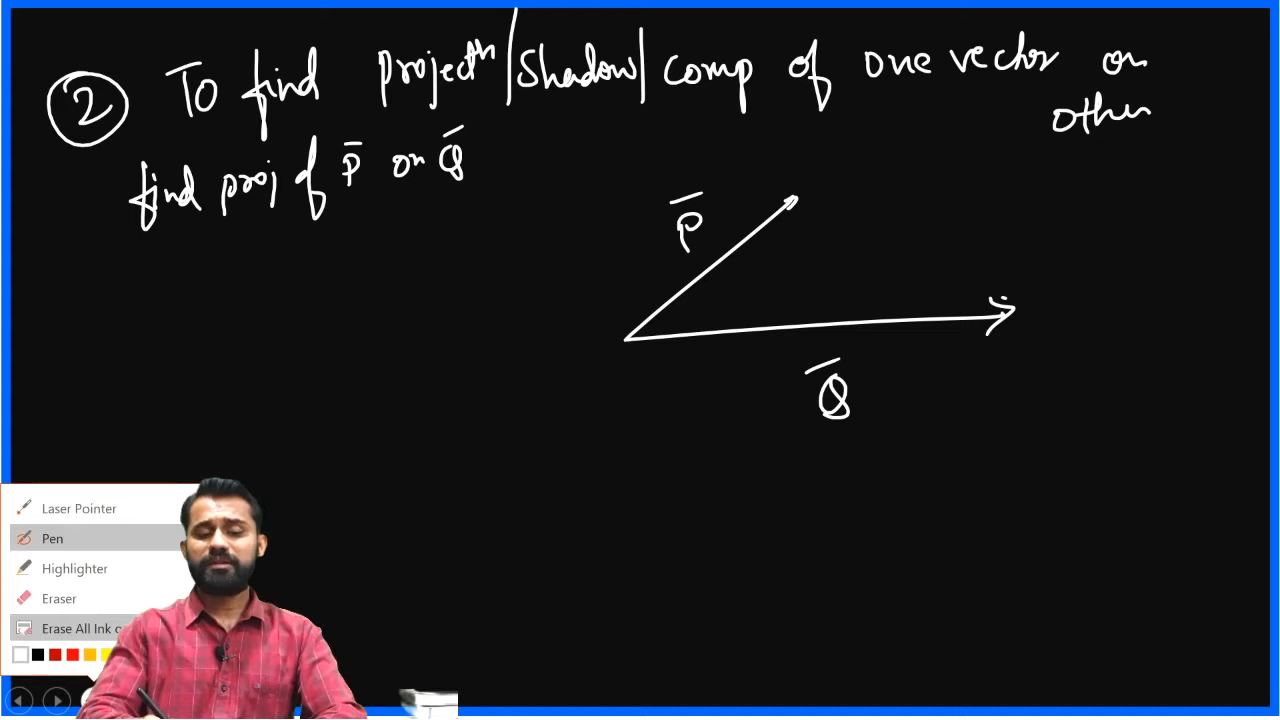 ② To find projectⁿ/Shadow/comp of one vector on
other
find proj of P̄ on Q̄
P̄
Q̄
Laser Pointer
Pen
Highlighter
Eraser
Erase All Ink o